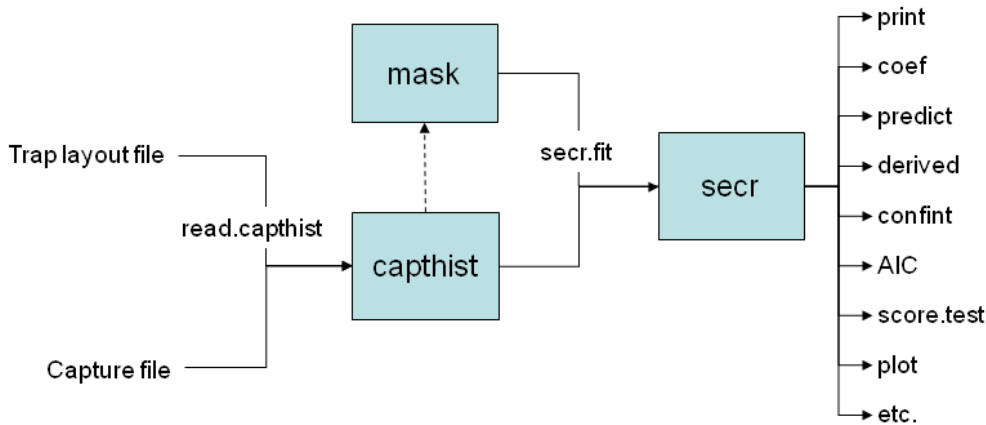 Trap layout file
Capture file
read.capthist
mask
capthist
secr.fit
secr
print
coef
predict
derived
confint
AIC
score.test
plot
etc.